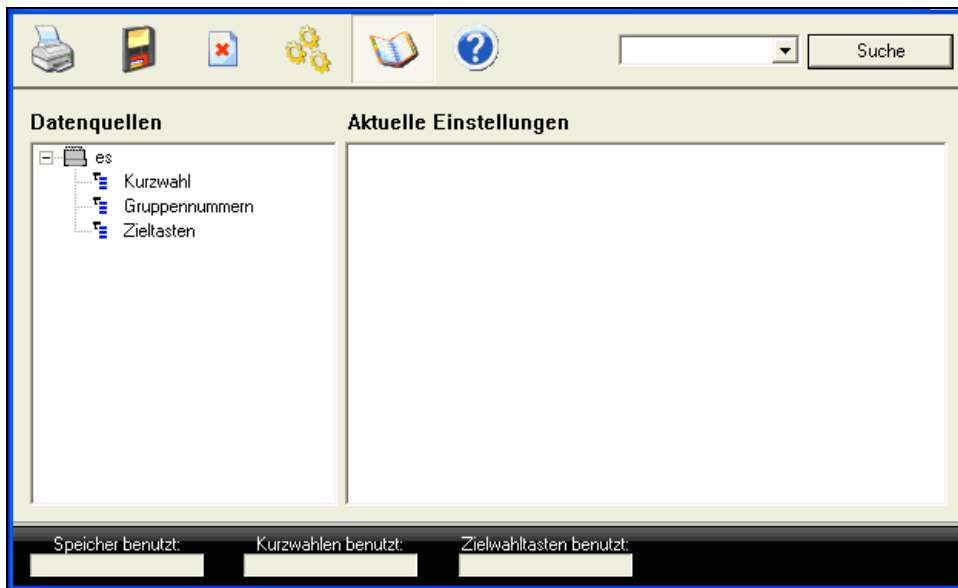 Suche
Datenquellen
Aktuelle Einstellungen
es
Kurzwahl
Gruppennummern
Zieltasten
Speicher benutzt:
Kurzwahlen benutzt:
Zielwahltasten benutzt: